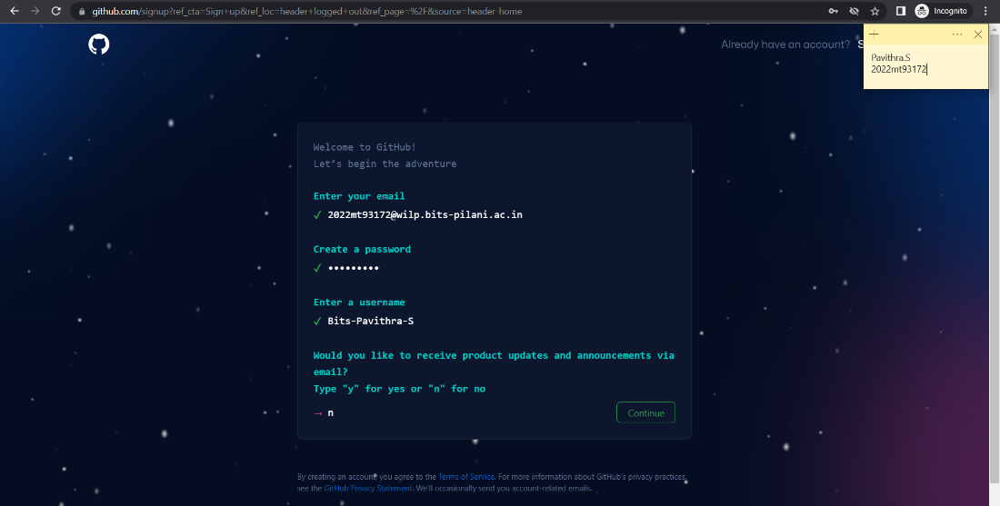 github.com/signup?ref_cta=Sign+up&ref_loc=header+logged+out&ref_page=%2F&source=header-home
Incognito
Already have an account? S
Pavithra.S
2022mt93172
Welcome to GitHub!
Let’s begin the adventure
Enter your email
✓ 2022mt93172@wilp.bits-pilani.ac.in
Create a password
✓ •••••••••
Enter a username
✓ Bits-Pavithra-S
Would you like to receive product updates and announcements via
email?
Type "y" for yes or "n" for no
→ n
Continue
By creating an account, you agree to the Terms of Service. For more information about GitHub's privacy practices,
see the GitHub Privacy Statement. We'll occasionally send you account-related emails.